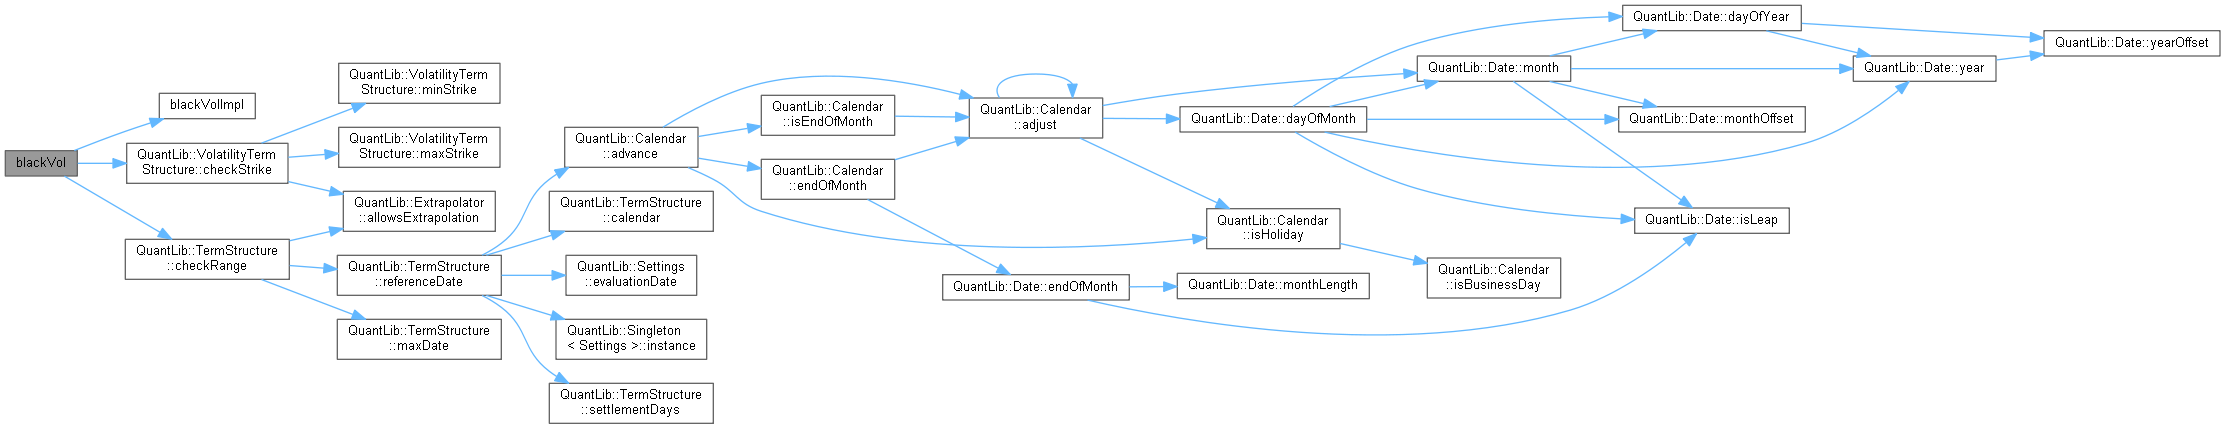 blackVol
blackVolImpl
QuantLib::VolatilityTerm
Structure::checkStrike
QuantLib::TermStructure
::checkRange
QuantLib::VolatilityTerm
Structure::minStrike
QuantLib::VolatilityTerm
Structure::maxStrike
QuantLib::Extrapolator
::allowsExtrapolation
QuantLib::TermStructure
::referenceDate
QuantLib::TermStructure
::maxDate
QuantLib::Calendar
::advance
QuantLib::TermStructure
::calendar
QuantLib::Settings
::evaluationDate
QuantLib::Singleton
< Settings >::instance
QuantLib::TermStructure
::settlementDays
QuantLib::Calendar
::isEndOfMonth
QuantLib::Calendar
::endOfMonth
QuantLib::Calendar
::adjust
QuantLib::Date::endOfMonth
QuantLib::Date::dayOfMonth
QuantLib::Calendar
::isHoliday
QuantLib::Date::monthLength
QuantLib::Date::month
QuantLib::Calendar
::isBusinessDay
QuantLib::Date::dayOfYear
QuantLib::Date::monthOffset
QuantLib::Date::isLeap
QuantLib::Date::year
QuantLib::Date::yearOffset